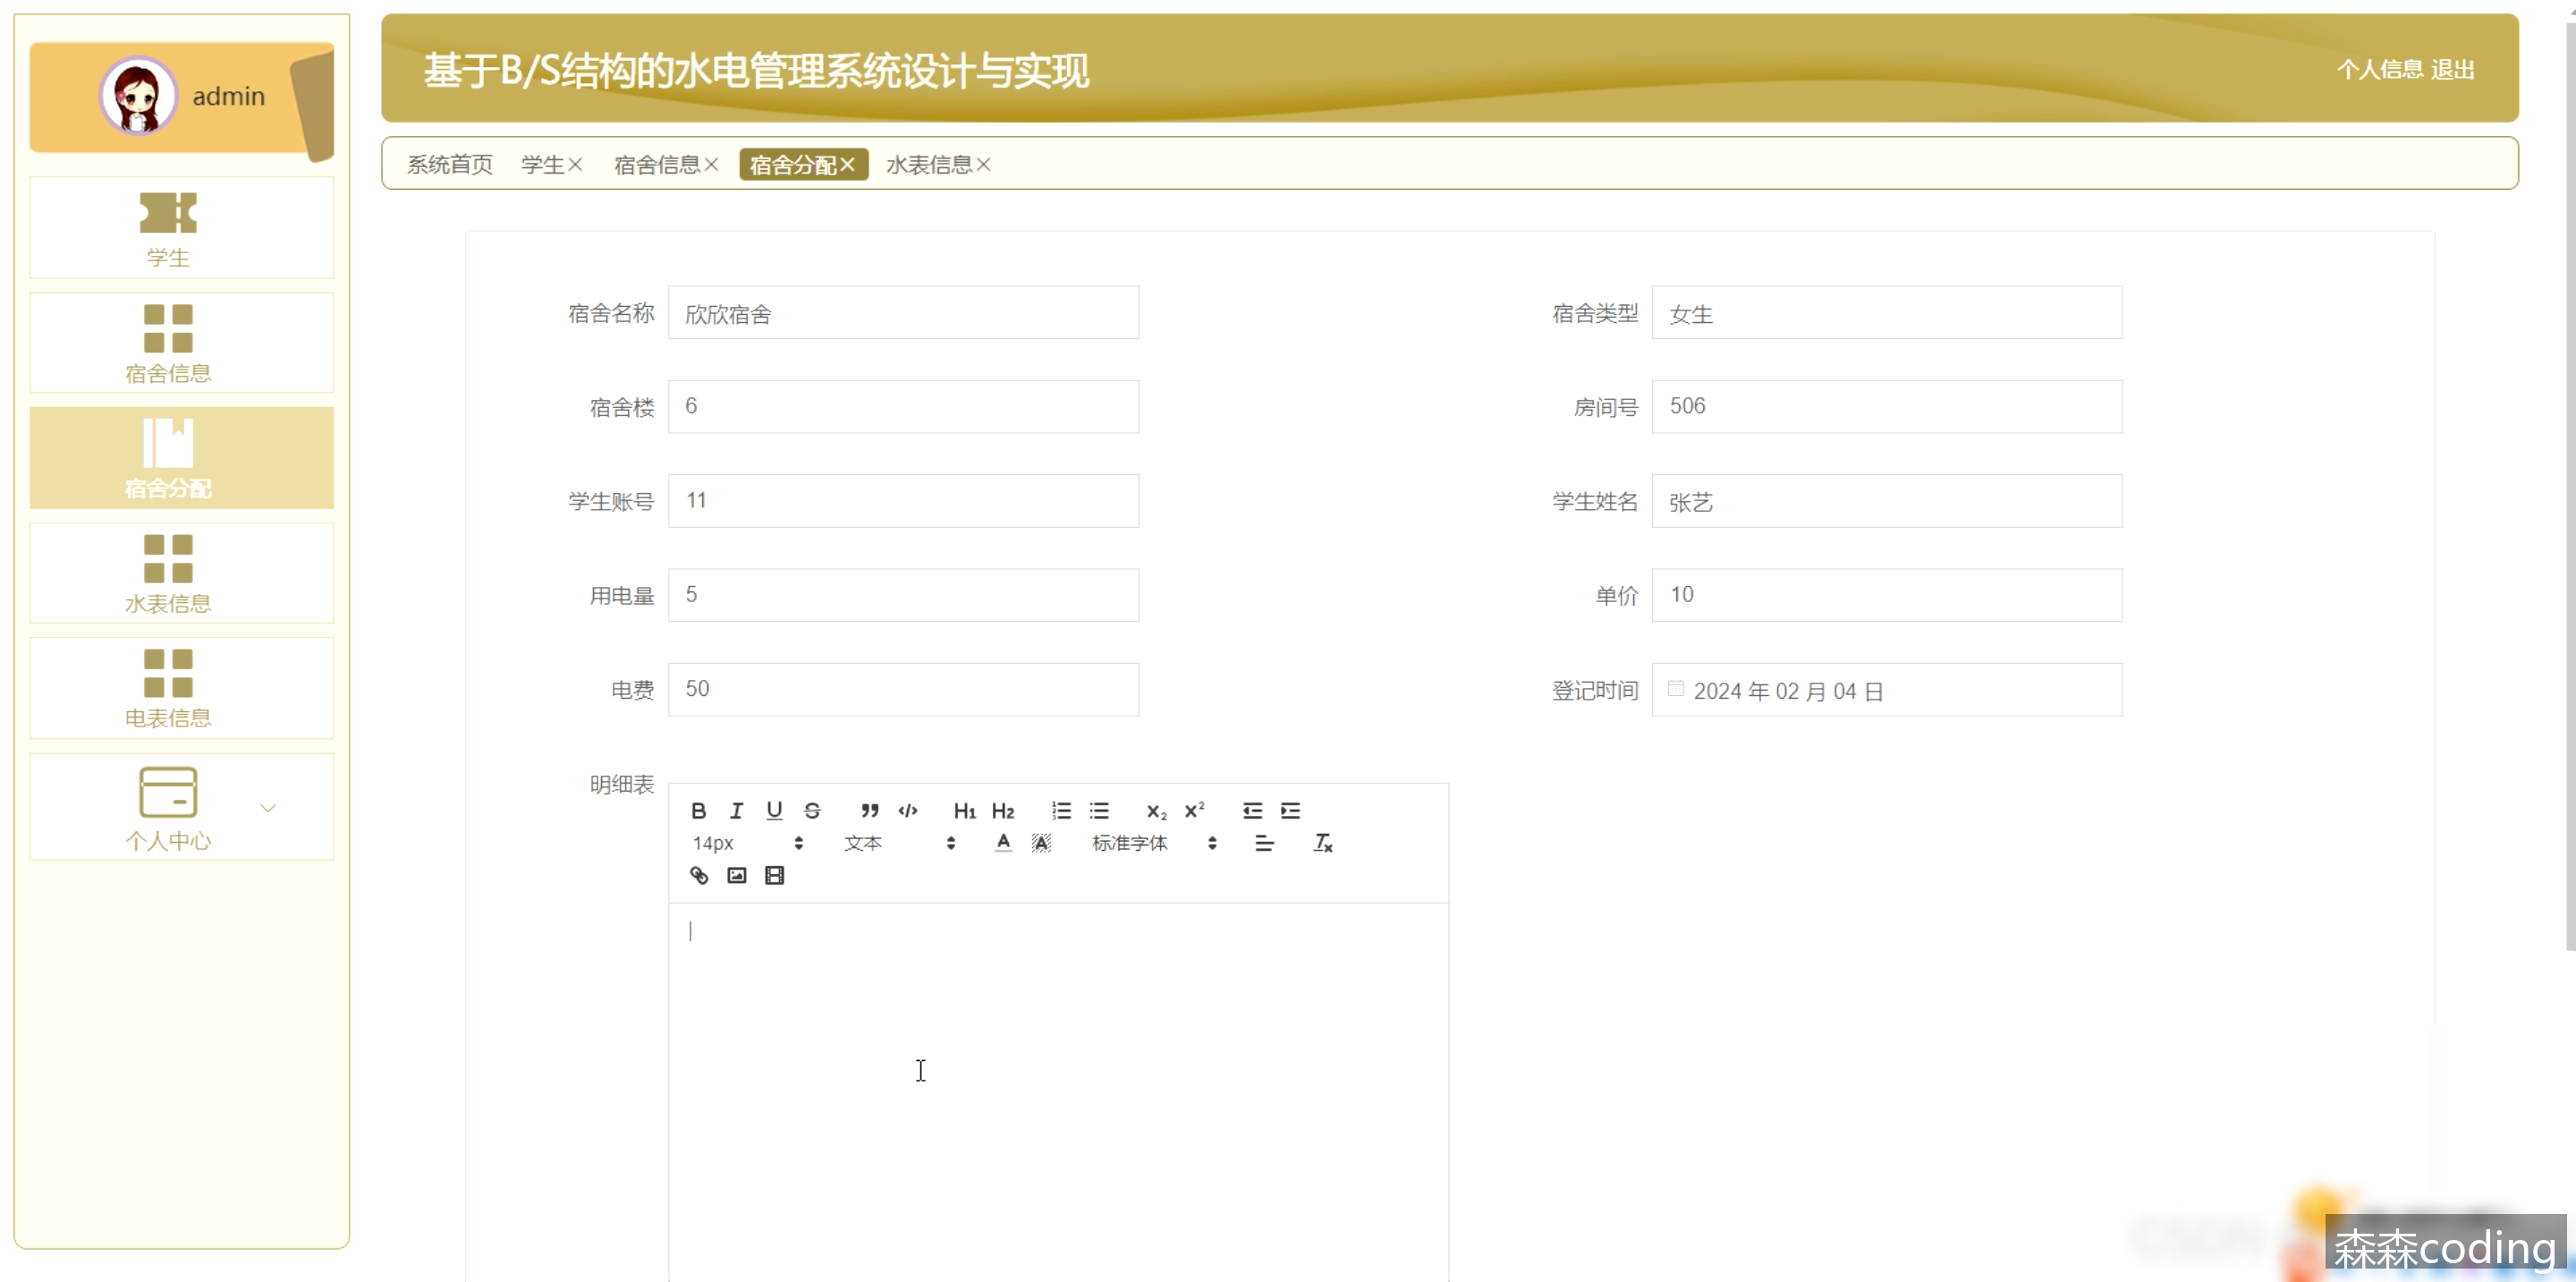 admin
基于B/S结构的水电管理系统设计与实现
个人信息 退出
系统首页 学生 宿舍信息 宿舍分配 水表信息
学生
宿舍信息
宿舍分配
水表信息
电表信息
个人中心
宿舍名称 欣欣宿舍 宿舍类型 女生
宿舍楼 6 房间号 506
学生账号 11 学生姓名 张艺
用电量 5 单价 10
电费 50 登记时间 2024 年 02 月 04 日
明细表
B I U S H1 H2 X2 X2
14px 文本 A A 标准字体 Tx
CSDN
森森coding